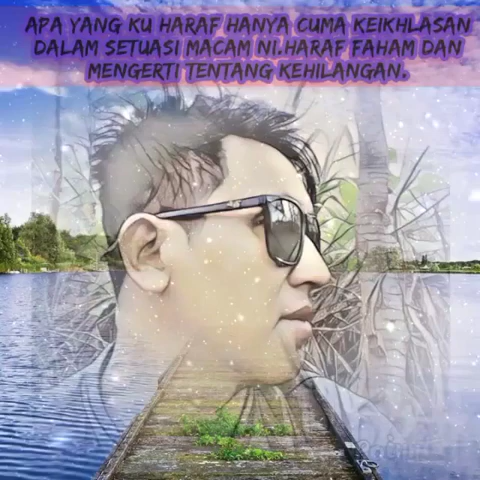 APA YANG KU HARAF HANYA CUMA KEIKHLASAN
DALAM SETUASI MACAM NI.HARAF FAHAM DAN
MENGERTI TENTANG KEHILANGAN.